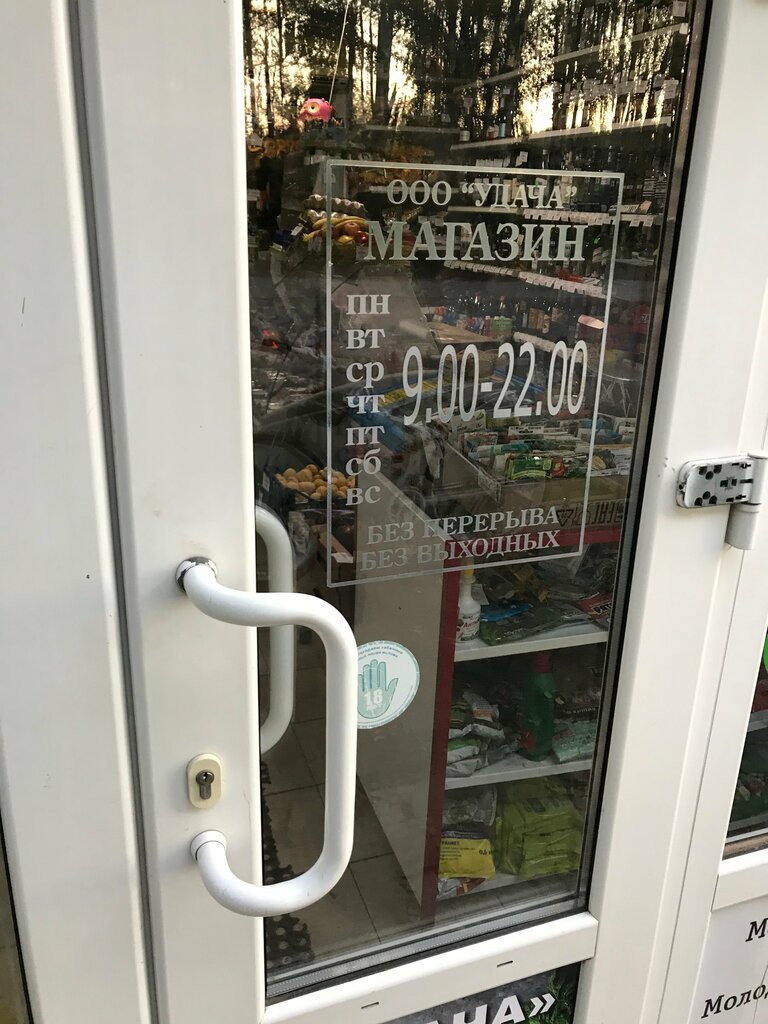 ООО "УДАЧА"
МАГАЗИН
ПН
ВТ
СР
ЧТ
ПТ
СБ
ВС
9.00-22.00
БЕЗ ПЕРЕРЫВА
БЕЗ ВЫХОДНЫХ
18